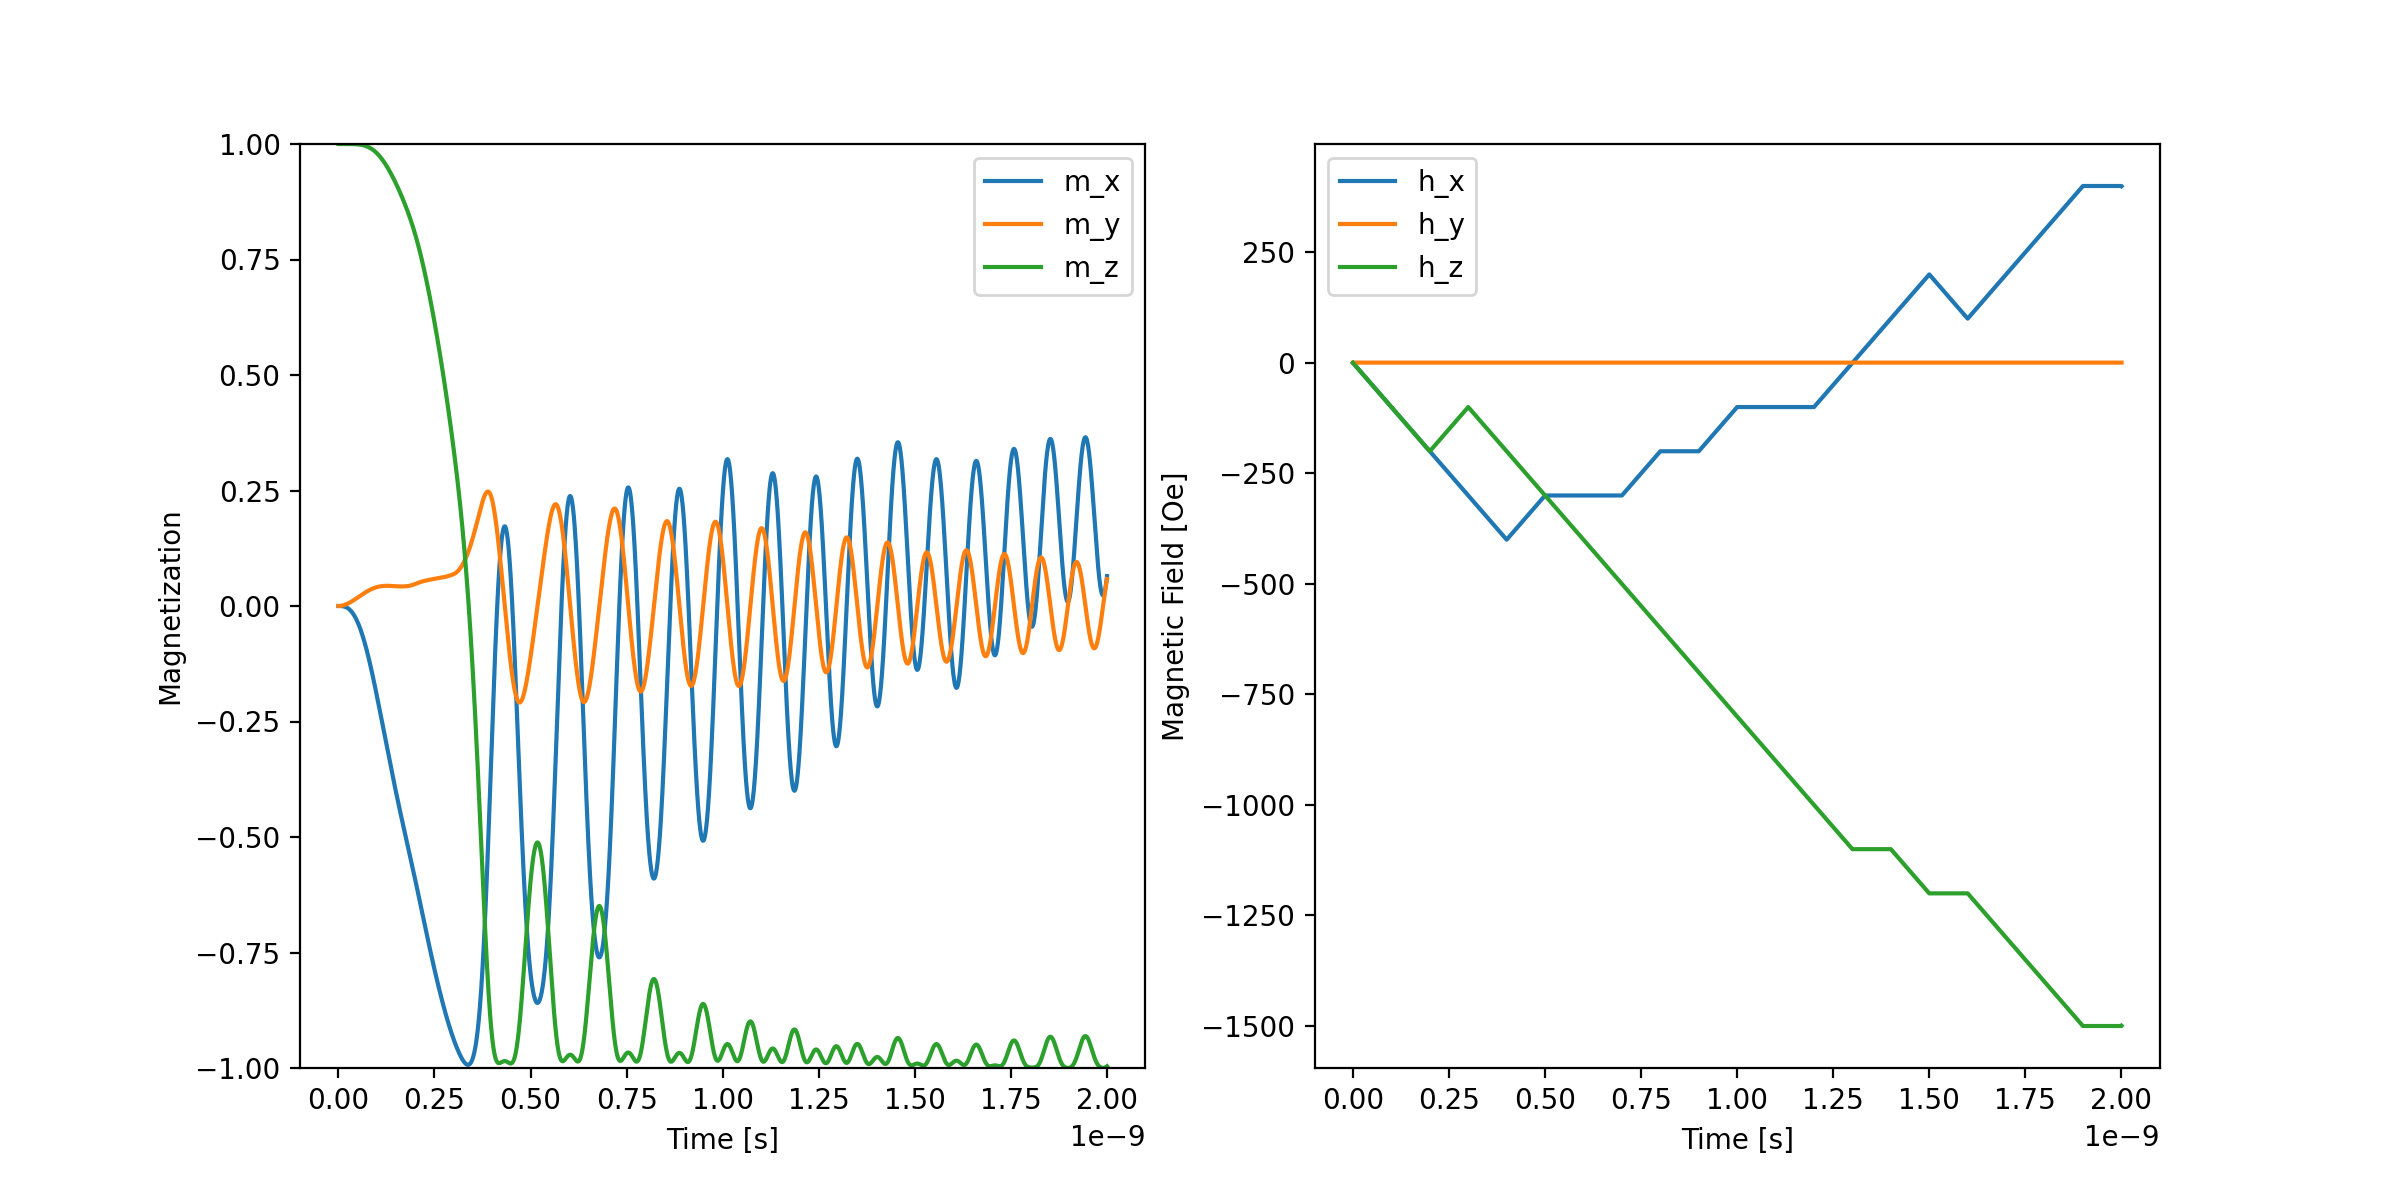 1.00
0.75
0.50
0.25
0.00
−0.25
−0.50
−0.75
−1.00
Magnetization
m_x
m_y
m_z
0.00 0.25 0.50 0.75 1.00 1.25 1.50 1.75 2.00
Time [s]
1e−9
250
0
−250
−500
−750
−1000
−1250
−1500
Magnetic Field [Oe]
h_x
h_y
h_z
0.00 0.25 0.50 0.75 1.00 1.25 1.50 1.75 2.00
Time [s]
1e−9